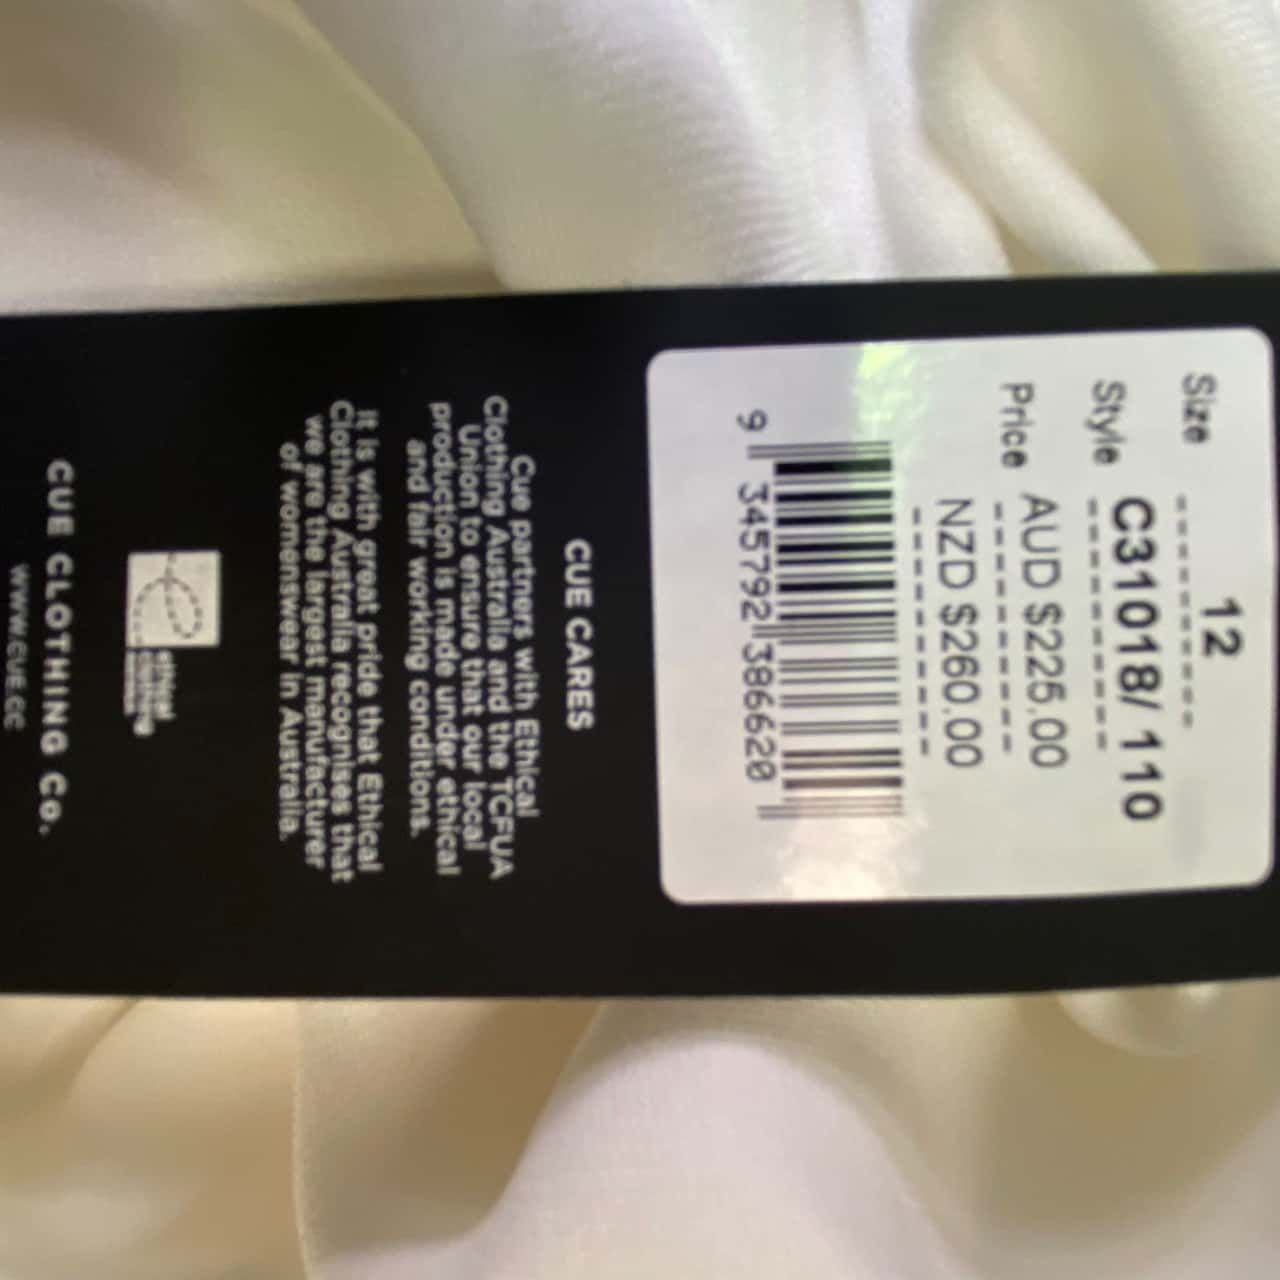 Size 12
Style C31018/ 110
Price AUD $225.00
NZD $260.00
9 345792 386620
CUE CARES
Cue partners with Ethical
Clothing Australia and the TCFUA
Union to ensure that our local
production is made under ethical
and fair working conditions.
It is with great pride that Ethical
Clothing Australia recognises that
we are the largest manufacturer
of womenswear in Australia.
CUE CLOTHING Co.
www.cue.cc